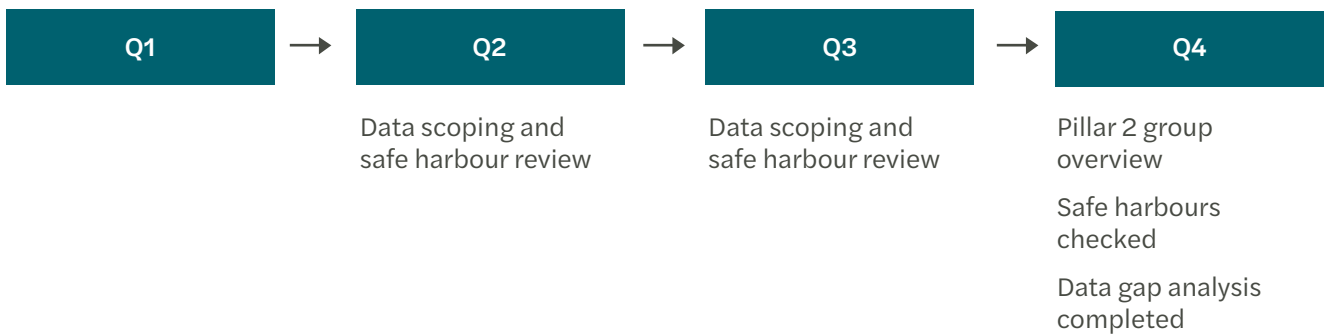 Q1
Q2
Q3
Q4
Data scoping and
safe harbour review
Data scoping and
safe harbour review
Pillar 2 group
overview
Safe harbours
checked
Data gap analysis
completed